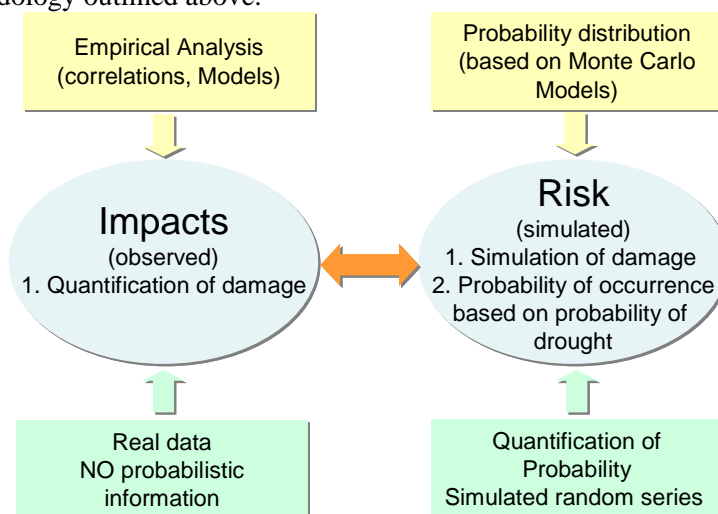 dology outlined above.
Empirical Analysis
(correlations, Models)
Probability distribution
(based on Monte Carlo
Models)
Impacts
(observed)
1. Quantification of damage
Risk
(simulated)
1. Simulation of damage
2. Probability of occurrence
based on probability of
drought
Real data
NO probabilistic
information
Quantification of
Probability
Simulated random series